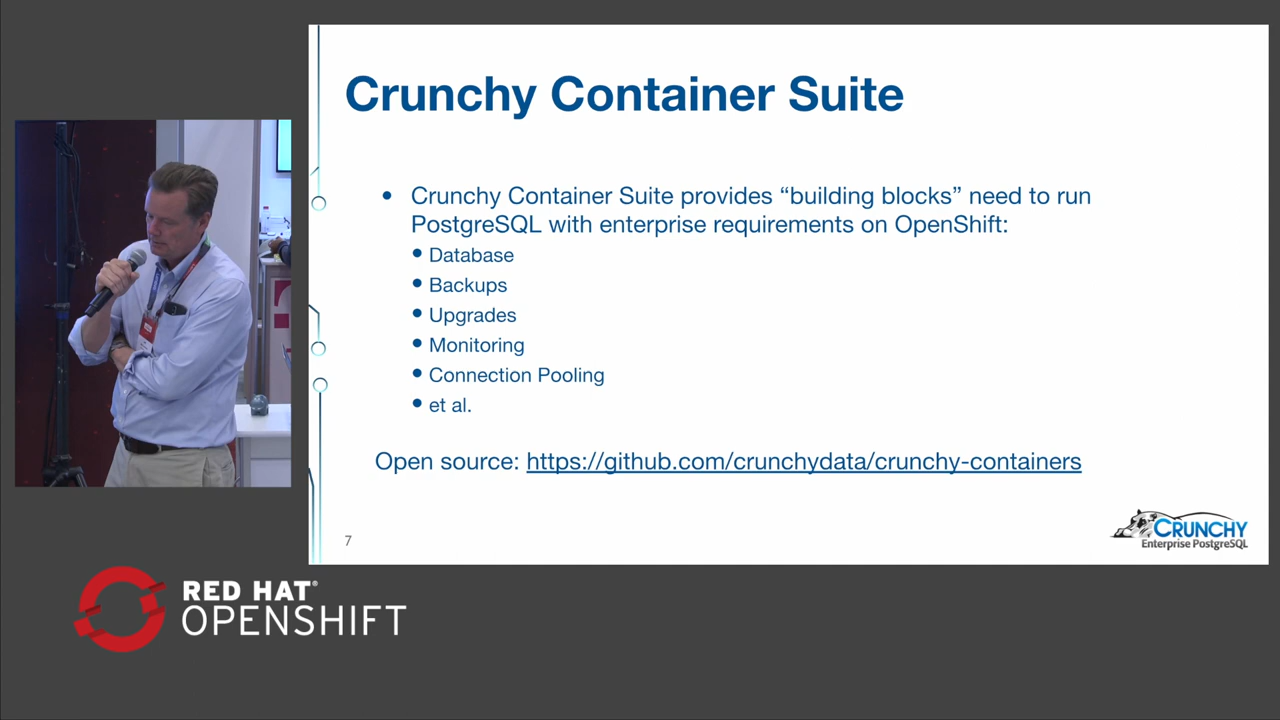 Crunchy Container Suite
• Crunchy Container Suite provides “building blocks” need to run
PostgreSQL with enterprise requirements on OpenShift:
• Database
• Backups
• Upgrades
• Monitoring
• Connection Pooling
• et al.
Open source: https://github.com/crunchydata/crunchy-containers
7
CRUNCHY
Enterprise PostgreSQL
RED HAT®
OPENSHIFT